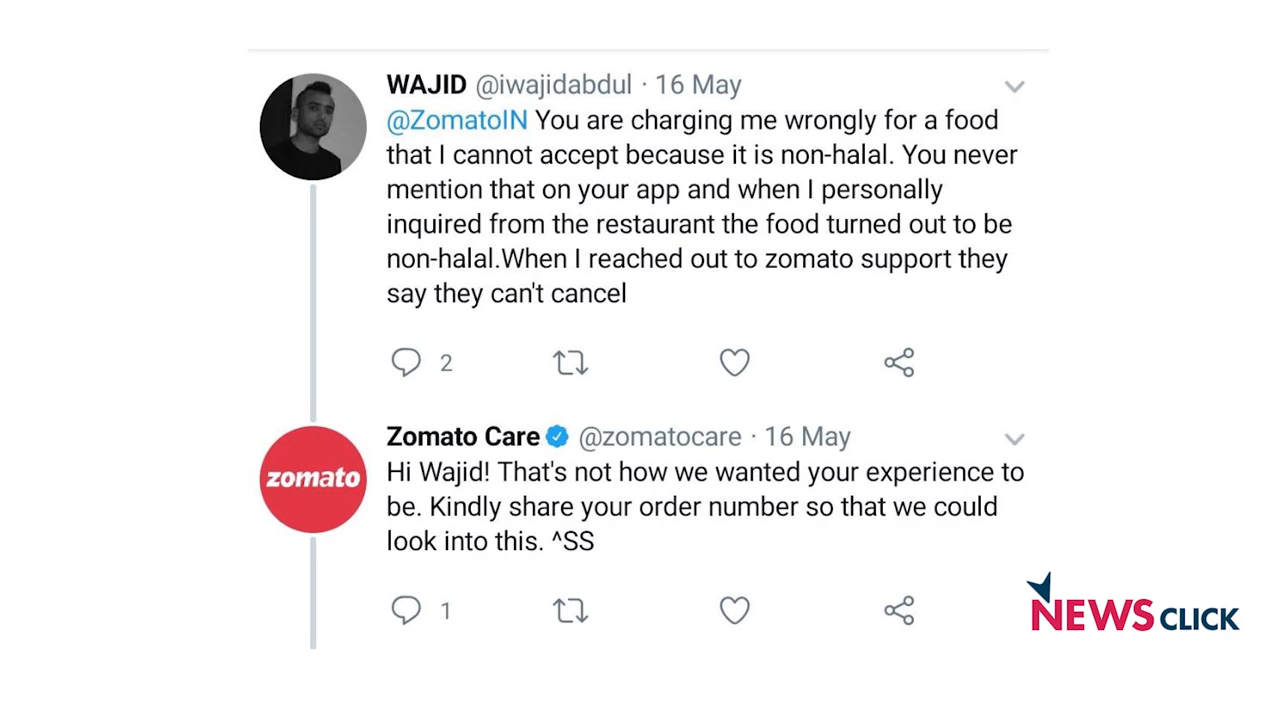 WAJID @iwajidabdul · 16 May
@ZomatoIN You are charging me wrongly for a food
that I cannot accept because it is non-halal. You never
mention that on your app and when I personally
inquired from the restaurant the food turned out to be
non-halal.When I reached out to zomato support they
say they can't cancel
2
zomato
Zomato Care @zomatocare · 16 May
Hi Wajid! That's not how we wanted your experience to
be. Kindly share your order number so that we could
look into this. ^SS
1
NEWS CLICK